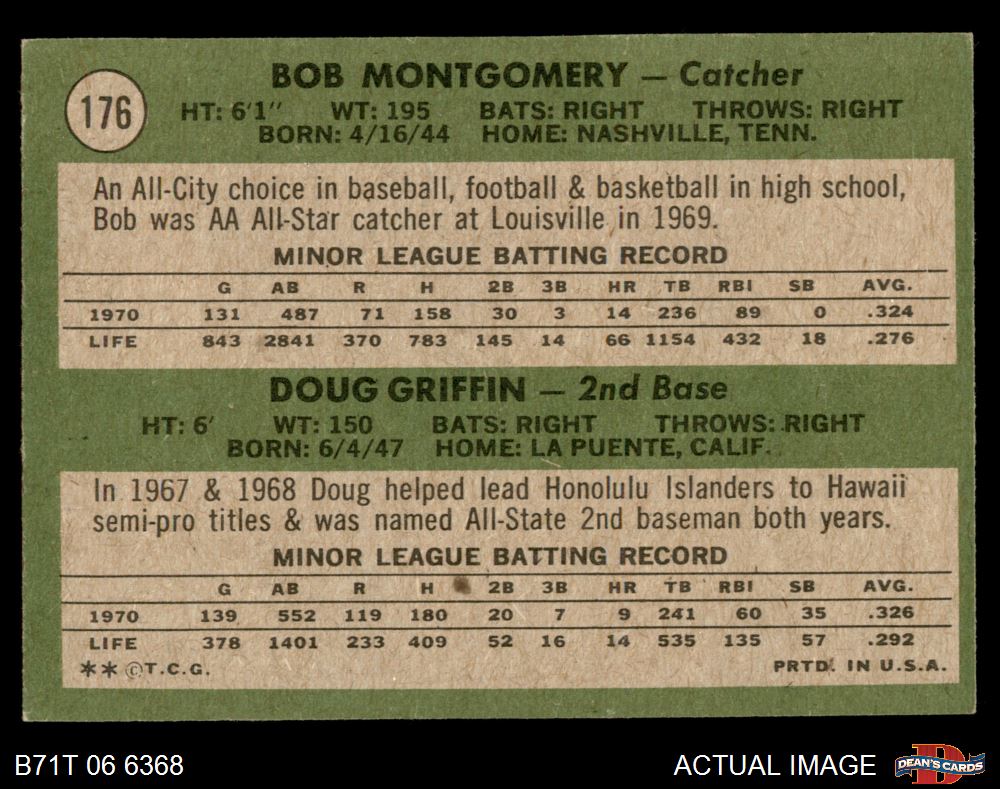 176
BOB MONTGOMERY — Catcher
HT: 6'1" WT: 195 BATS: RIGHT THROWS: RIGHT
BORN: 4/16/44 HOME: NASHVILLE, TENN.
An All-City choice in baseball, football & basketball in high school,
Bob was AA All-Star catcher at Louisville in 1969.
MINOR LEAGUE BATTING RECORD
G AB R H 2B 3B HR TB RBI SB AVG.
1970 131 487 71 158 30 3 14 236 89 0 .324
LIFE 843 2841 370 783 145 14 66 1154 432 18 .276
DOUG GRIFFIN — 2nd Base
HT: 6' WT: 150 BATS: RIGHT THROWS: RIGHT
BORN: 6/4/47 HOME: LA PUENTE, CALIF.
In 1967 & 1968 Doug helped lead Honolulu Islanders to Hawaii
semi-pro titles & was named All-State 2nd baseman both years.
MINOR LEAGUE BATTING RECORD
G AB R H 2B 3B HR TB RBI SB AVG.
1970 139 552 119 180 20 7 9 241 60 35 .326
LIFE 378 1401 233 409 52 16 14 535 135 57 .292
** ©T.C.G. PRTD. IN U.S.A.
B71T 06 6368 ACTUAL IMAGE D DEAN'S CARDS